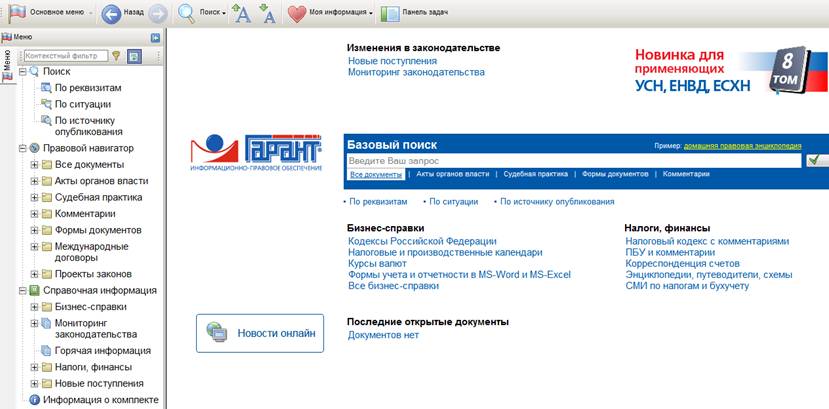 Основное меню
Назад
Поиск
Моя информация
Панель задач
Меню
Меню
Контекстный фильтр
Поиск
По реквизитам
По ситуации
По источнику
опубликования
Правовой навигатор
Все документы
Акты органов власти
Судебная практика
Комментарии
Формы документов
Международные
договоры
Проекты законов
Справочная информация
Бизнес-справки
Мониторинг
законодательства
Горячая информация
Налоги, финансы
Новые поступления
Информация о комплекте
Изменения в законодательстве
Новые поступления
Мониторинг законодательства
Новинка для
применяющих
УСН, ЕНВД, ЕСХН
8
ТОМ
ГАРАНТ
ИНФОРМАЦИОННО-ПРАВОВОЕ ОБЕСПЕЧЕНИЕ
Базовый поиск
Пример: домашняя правовая энциклопедия
Введите Ваш запрос
Все документы | Акты органов власти | Судебная практика | Формы документов | Комментарии
• По реквизитам • По ситуации • По источнику опубликования
Бизнес-справки
Кодексы Российской Федерации
Налоговые и производственные календари
Курсы валют
Формы учета и отчетности в MS-Word и MS-Excel
Все бизнес-справки
Налоги, финансы
Налоговый кодекс с комментариями
ПБУ и комментарии
Корреспонденция счетов
Энциклопедии, путеводители, схемы
СМИ по налогам и бухучету
Новости онлайн
Последние открытые документы
Документов нет